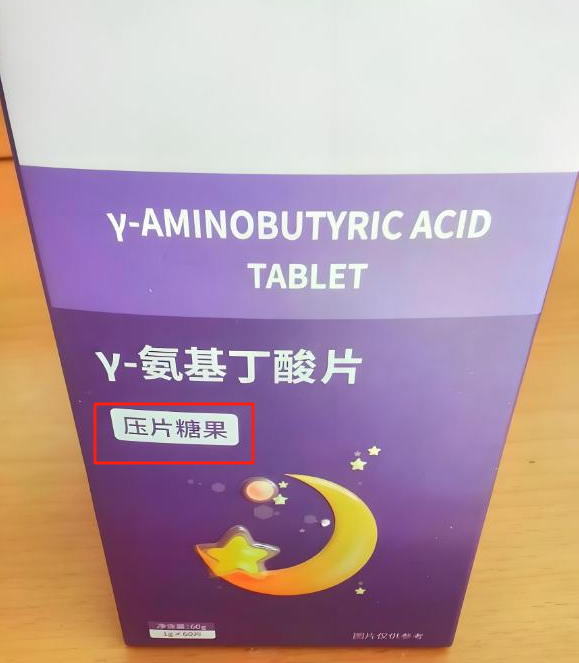 γ-AMINOBUTYRIC ACID
TABLET
γ-氨基丁酸片
压片糖果
净含量:60g
1g×60片
图片仅供参考